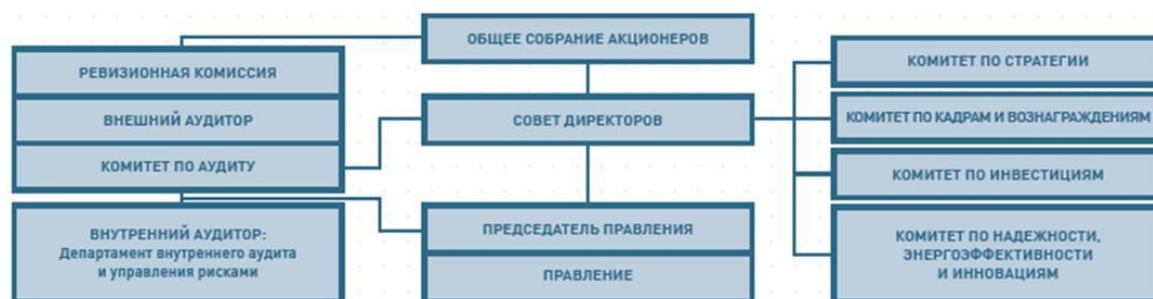 ОБЩЕЕ СОБРАНИЕ АКЦИОНЕРОВ
РЕВИЗИОННАЯ КОМИССИЯ
ВНЕШНИЙ АУДИТОР
КОМИТЕТ ПО АУДИТУ
ВНУТРЕННИЙ АУДИТОР:
Департамент внутреннего аудита
и управления рисками
СОВЕТ ДИРЕКТОРОВ
ПРЕДСЕДАТЕЛЬ ПРАВЛЕНИЯ
ПРАВЛЕНИЕ
КОМИТЕТ ПО СТРАТЕГИИ
КОМИТЕТ ПО КАДРАМ И ВОЗНАГРАЖДЕНИЯМ
КОМИТЕТ ПО ИНВЕСТИЦИЯМ
КОМИТЕТ ПО НАДЕЖНОСТИ,
ЭНЕРГОЭФФЕКТИВНОСТИ
И ИННОВАЦИЯМ